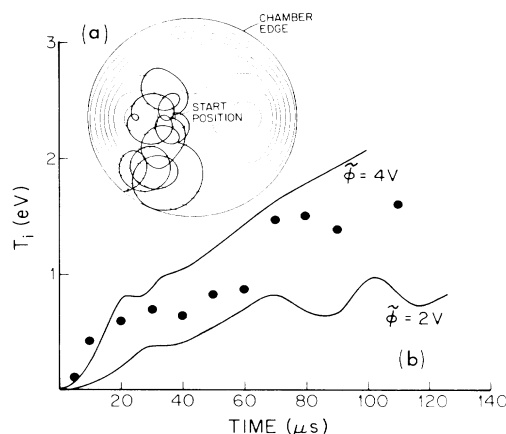 (a)
CHAMBER
EDGE
START
POSITION
3
2
1
T_i (eV)
φ̃ = 4V
φ̃ = 2V
(b)
20 40 60 80 100 120 140
TIME (μs)